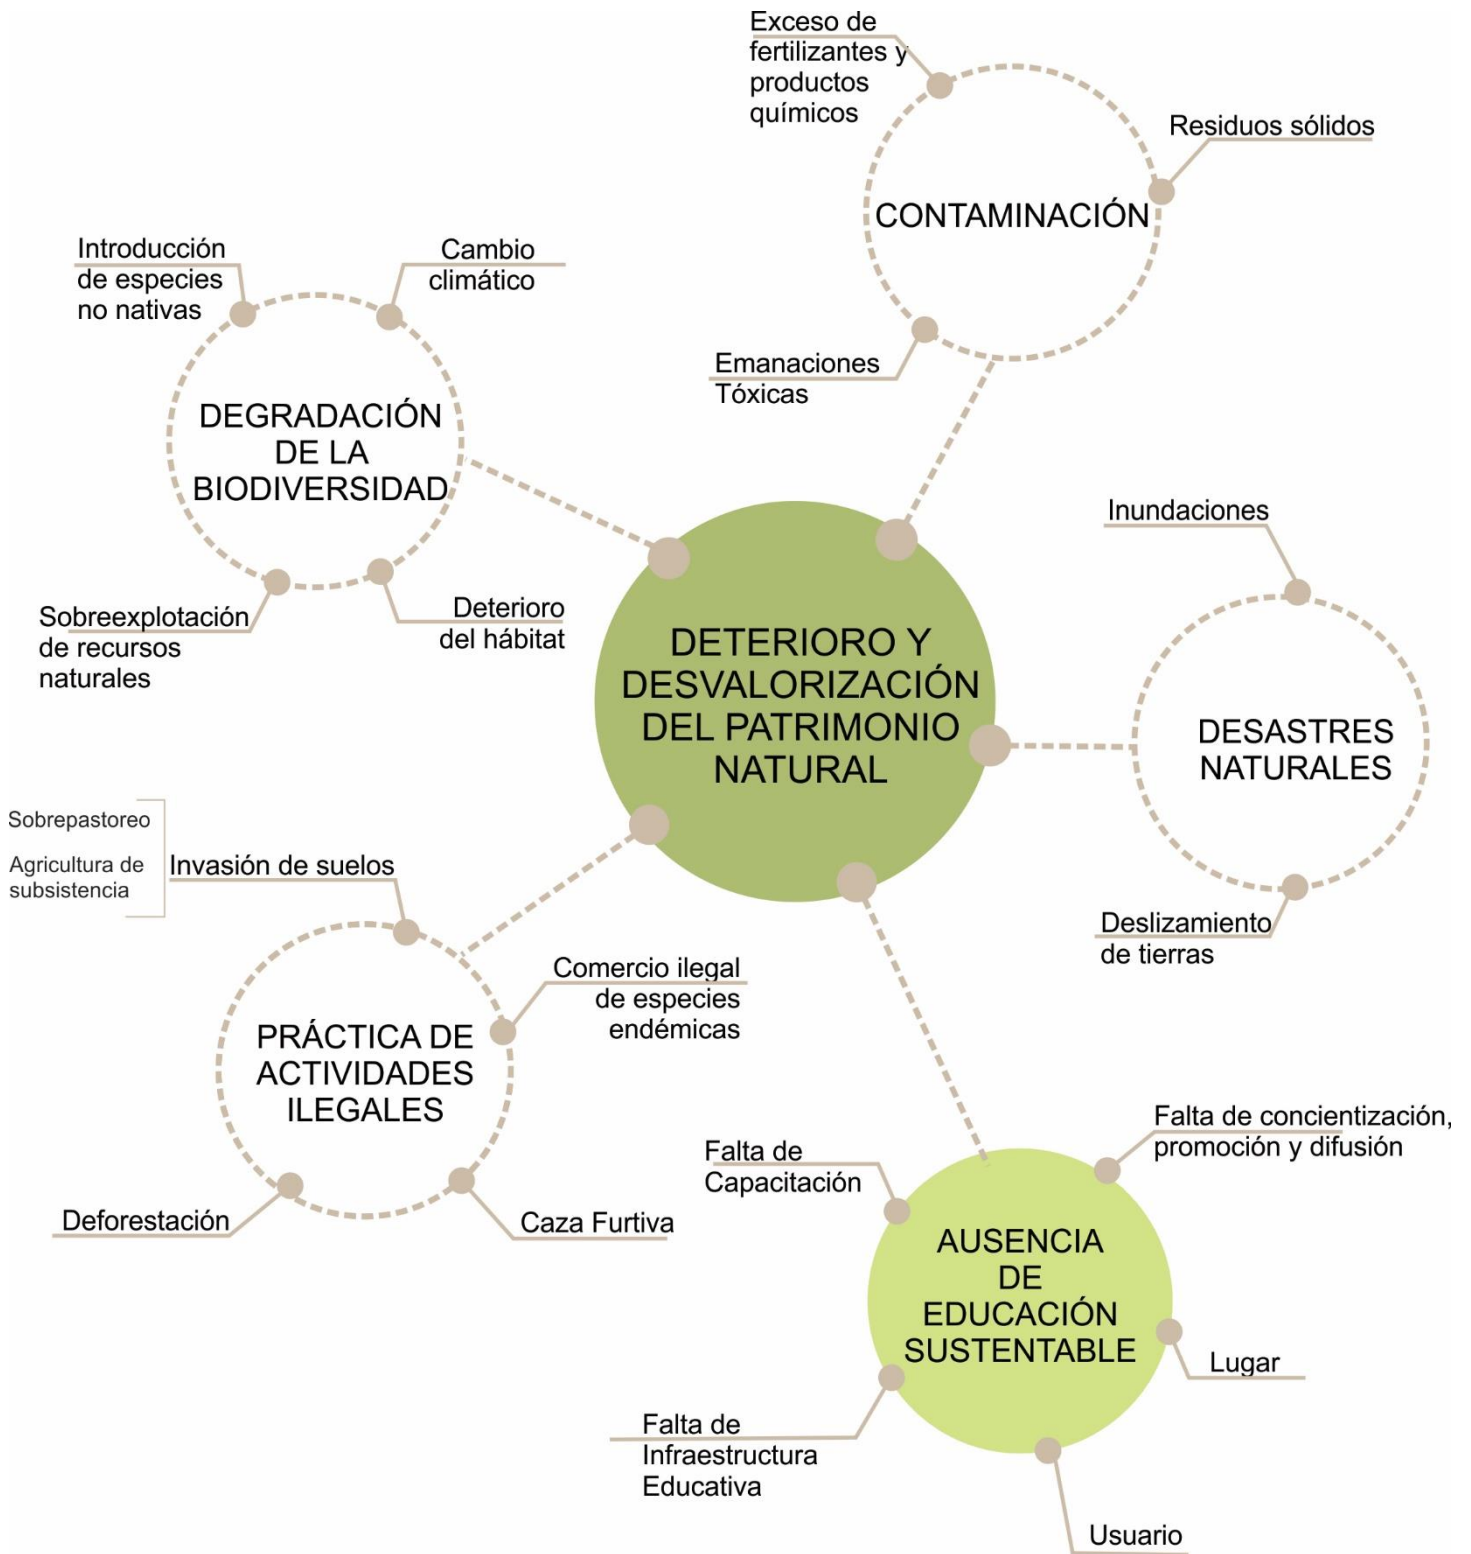 Exceso de
fertilizantes y
productos
químicos
Residuos sólidos
CONTAMINACIÓN
Emanaciones
Tóxicas
Introducción
de especies
no nativas
Cambio
climático
DEGRADACIÓN
DE LA
BIODIVERSIDAD
Sobreexplotación
de recursos
naturales
Deterioro
del hábitat
DETERIORO Y
DESVALORIZACIÓN
DEL PATRIMONIO
NATURAL
Inundaciones
DESASTRES
NATURALES
Deslizamiento
de tierras
Sobrepastoreo
Agricultura de
subsistencia
Invasión de suelos
Comercio ilegal
de especies
endémicas
PRÁCTICA DE
ACTIVIDADES
ILEGALES
Deforestación
Caza Furtiva
Falta de
Capacitación
Falta de concientización,
promoción y difusión
AUSENCIA
DE
EDUCACIÓN
SUSTENTABLE
Lugar
Falta de
Infraestructura
Educativa
Usuario